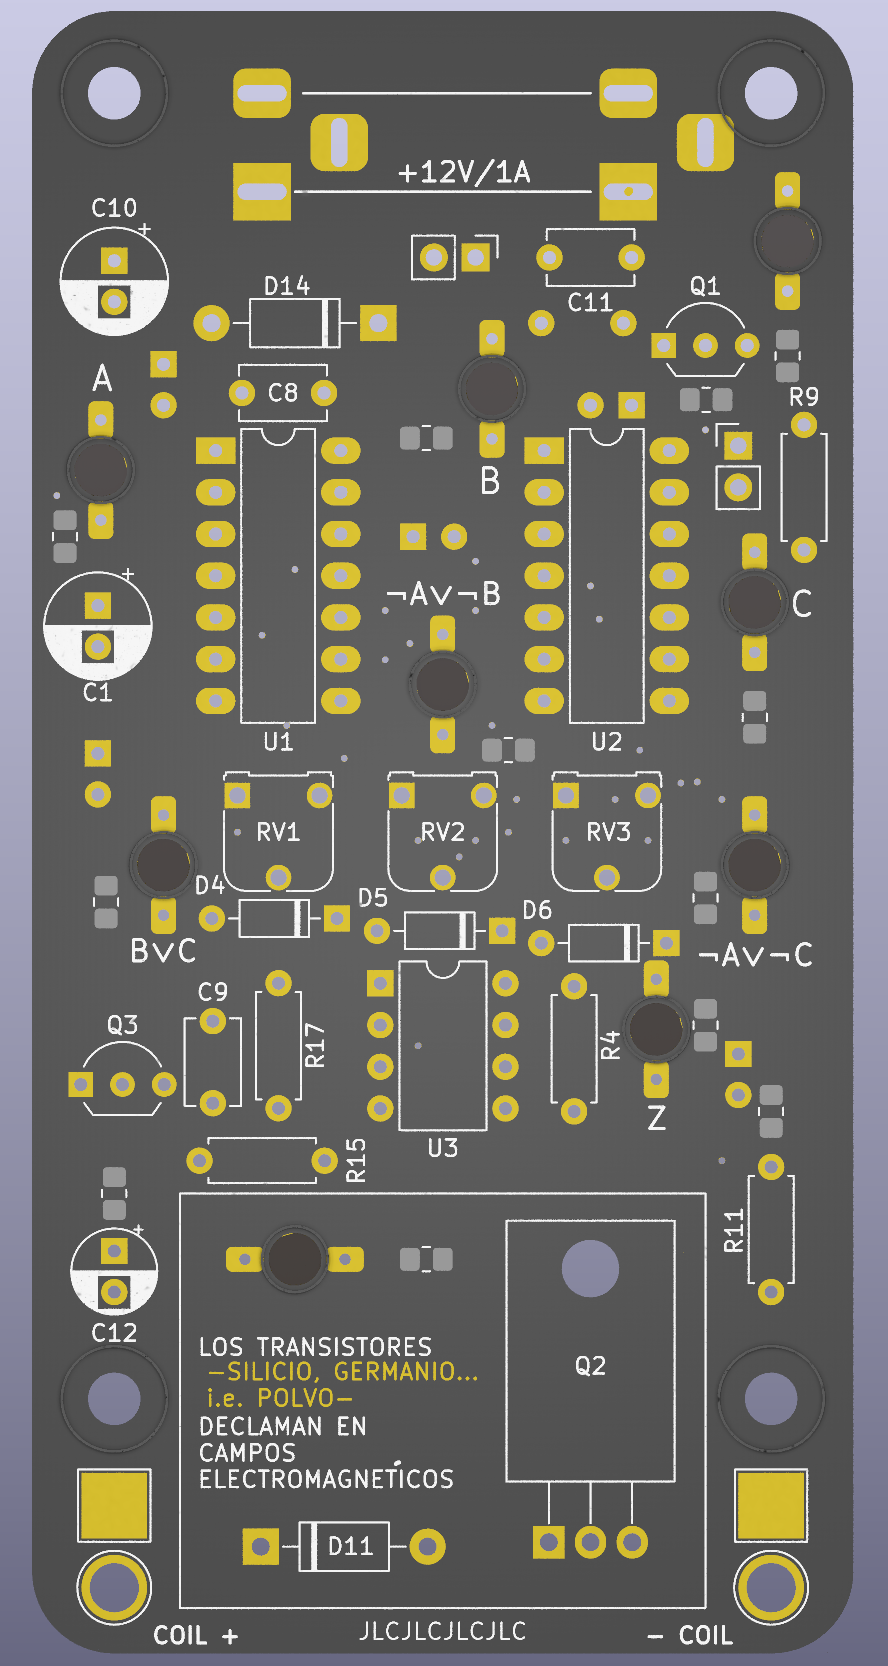 +12V/1A
C10
+
D14
C11
Q1
A
C8
R9
B
¬A∨¬B
C
+
C1
U1
U2
RV1
RV2
RV3
D4
D5
D6
B∨C
¬A∨¬C
C9
Q3
R17
R4
Z
U3
R15
R11
+
C12
LOS TRANSISTORES
-SILICIO, GERMANIO...
i.e. POLVO-
DECLAMAN EN
CAMPOS
ELECTROMAGNETÍCOS
Q2
D11
COIL +
JLCJLCJLCJLC
- COIL